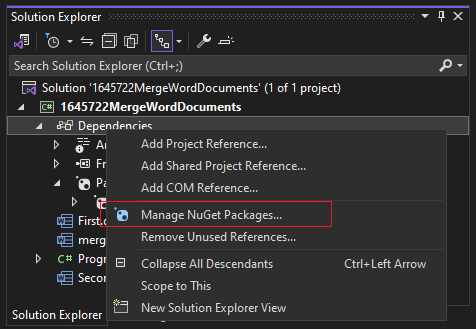 Solution Explorer
Search Solution Explorer (Ctrl+;)
Solution '1645722MergeWordDocuments' (1 of 1 project)
C# 1645722MergeWordDocuments
Dependencies
An
Add Project Reference...
Fr
Add Shared Project Reference...
Pa
Add COM Reference...
Manage NuGet Packages...
First.d
merg
Remove Unused References...
C# Progr
Collapse All Descendants Ctrl+Left Arrow
Secon
Scope to This
New Solution Explorer View
Solution Explorer